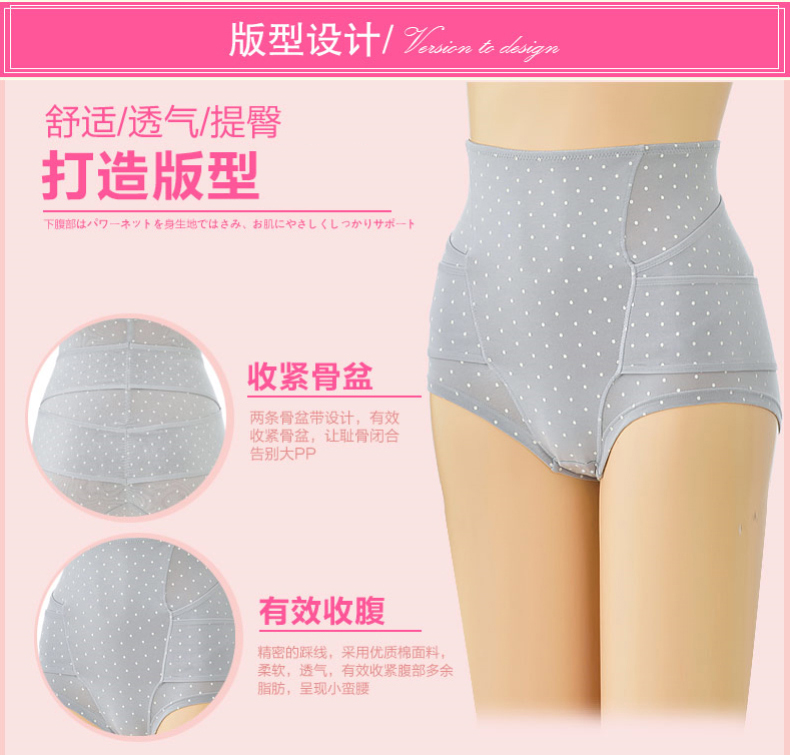 版型设计/ Version to design
舒适/透气/提臀
打造版型
下腹部はパワーネットを身生地ではさみ、お肌にやさしくしっかりサポート
收紧骨盆
两条骨盆带设计，有效
收紧骨盆，让耻骨闭合
告别大PP
有效收腹
精密的踩线，采用优质棉面料，
柔软，透气，有效收紧腹部多余
脂肪，呈现小蛮腰